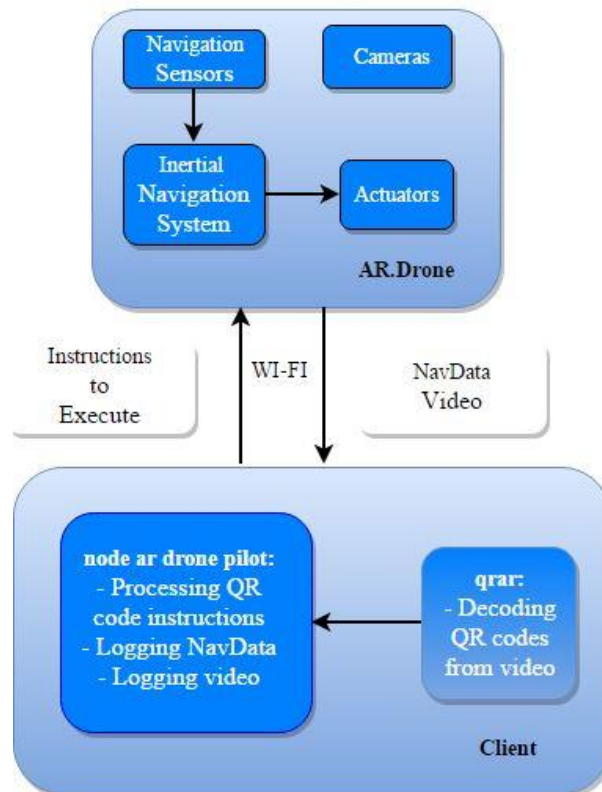 Navigation
Sensors
Cameras
Inertial
Navigation
System
Actuators
AR.Drone
Instructions
to
Execute
WI-FI
NavData
Video
node ar drone pilot:
- Processing QR
code instructions
- Logging NavData
- Logging video
qrar:
- Decoding
QR codes
from video
Client